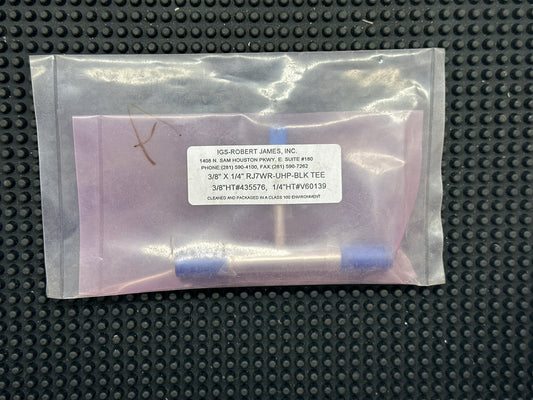 IGS-ROBERT JAMES, INC.
1408 N. SAM HOUSTON PKWY, E. SUITE #180
PHONE (281) 590-4100, FAX (281) 590-7262
3/8" X 1/4" RJ7WR-UHP-BLK TEE
3/8"HT#435576, 1/4"HT#V60139
CLEANED AND PACKAGED IN A CLASS 100 ENVIRONMENT